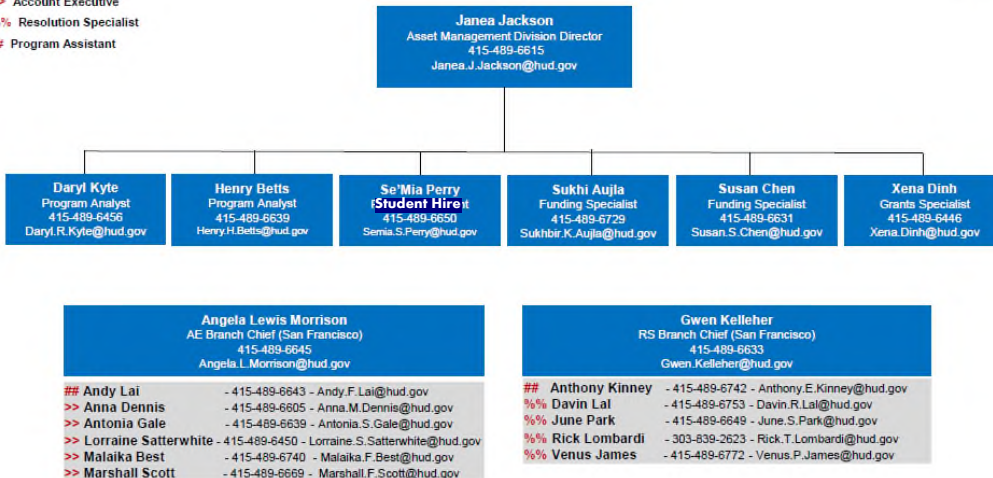 > Account Executive
%% Resolution Specialist
# Program Assistant
Janea Jackson
Asset Management Division Director
415-489-6615
Janea.J.Jackson@hud.gov
Daryl Kyte
Program Analyst
415-489-6456
Daryl.R.Kyte@hud.gov
Henry Betts
Program Analyst
415-489-6639
Henry.H.Betts@hud.gov
Se'Mia Perry
Student Hire
415-489-6650
Semia.S.Perry@hud.gov
Sukhi Aujla
Funding Specialist
415-489-6729
Sukhbir.K.Aujla@hud.gov
Susan Chen
Funding Specialist
415-489-6631
Susan.S.Chen@hud.gov
Xena Dinh
Grants Specialist
415-489-6446
Xena.Dinh@hud.gov
Angela Lewis Morrison
AE Branch Chief (San Francisco)
415-489-6645
Angela.L.Morrison@hud.gov
## Andy Lai - 415-489-6643 - Andy.F.Lai@hud.gov
>> Anna Dennis - 415-489-6605 - Anna.M.Dennis@hud.gov
>> Antonia Gale - 415-489-6639 - Antonia.S.Gale@hud.gov
>> Lorraine Satterwhite - 415-489-6450 - Lorraine.S.Satterwhite@hud.gov
>> Malaika Best - 415-489-6740 - Malaika.F.Best@hud.gov
>> Marshall Scott - 415-489-6669 - Marshall.F.Scott@hud.gov
Gwen Kelleher
RS Branch Chief (San Francisco)
415-489-6633
Gwen.Kelleher@hud.gov
## Anthony Kinney - 415-489-6742 - Anthony.E.Kinney@hud.gov
%% Davin Lal - 415-489-6753 - Davin.R.Lal@hud.gov
%% June Park - 415-489-6649 - June.S.Park@hud.gov
%% Rick Lombardi - 303-839-2623 - Rick.T.Lombardi@hud.gov
%% Venus James - 415-489-6772 - Venus.P.James@hud.gov